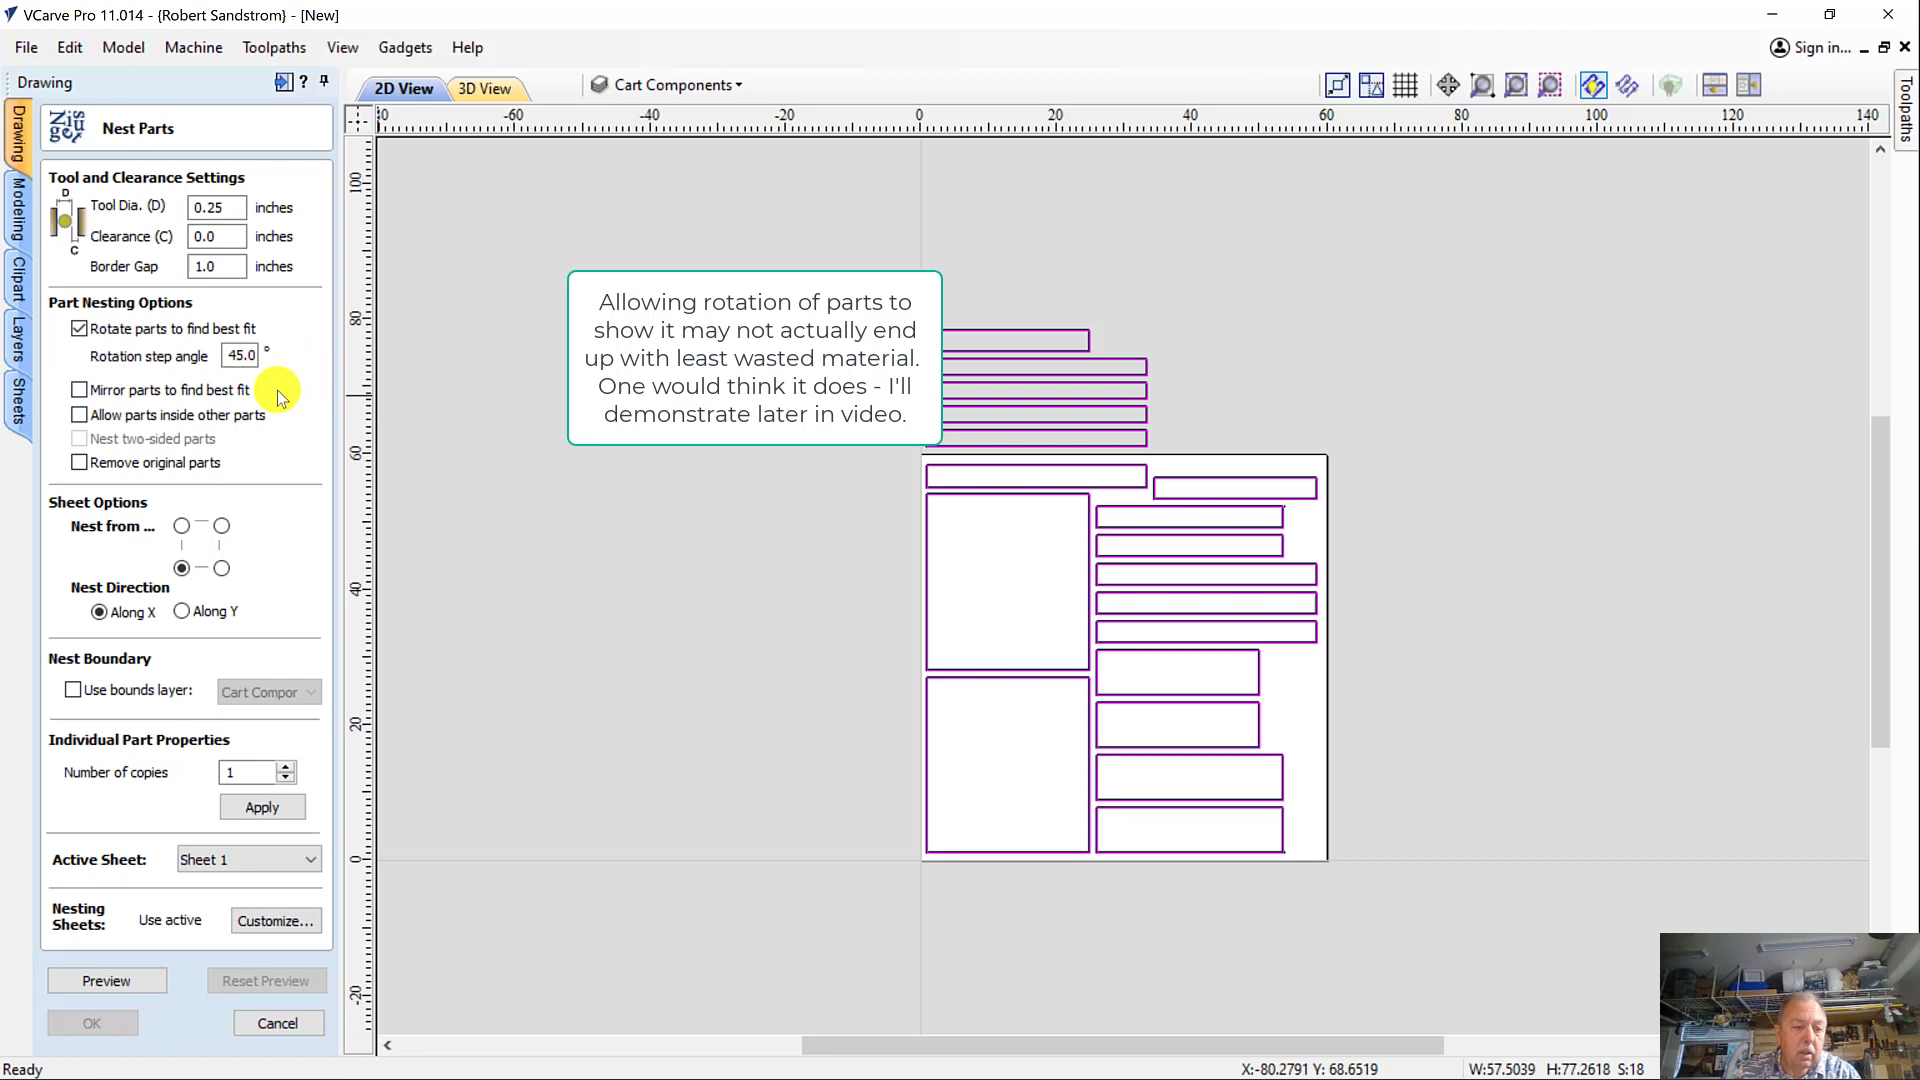 VCarve Pro 11.014 - {Robert Sandstrom} - [New]
File Edit Model Machine Toolpaths View Gadgets Help
Sign in...
Drawing
?
2D View 3D View
Cart Components
Nest Parts
Drawing
Modeling
Clipart
Layers
Sheets
Toolpaths
-60 -40 -20 0 20 40 60 80 100 120 140
100
80
60
40
20
0
-20
Tool and Clearance Settings
D
Tool Dia. (D) 0.25 inches
Clearance (C) 0.0 inches
C
Border Gap 1.0 inches
Part Nesting Options
Rotate parts to find best fit
Rotation step angle 45.0 °
Mirror parts to find best fit
Allow parts inside other parts
Nest two-sided parts
Remove original parts
Sheet Options
Nest from ...
Nest Direction
Along X Along Y
Nest Boundary
Use bounds layer: Cart Compor
Individual Part Properties
Number of copies 1
Apply
Active Sheet: Sheet 1
Nesting
Sheets: Use active Customize...
Preview Reset Preview
OK Cancel
Allowing rotation of parts to
show it may not actually end
up with least wasted material.
One would think it does - I'll
demonstrate later in video.
Ready
X:-80.2791 Y: 68.6519
W:57.5039 H:77.2618 S:18